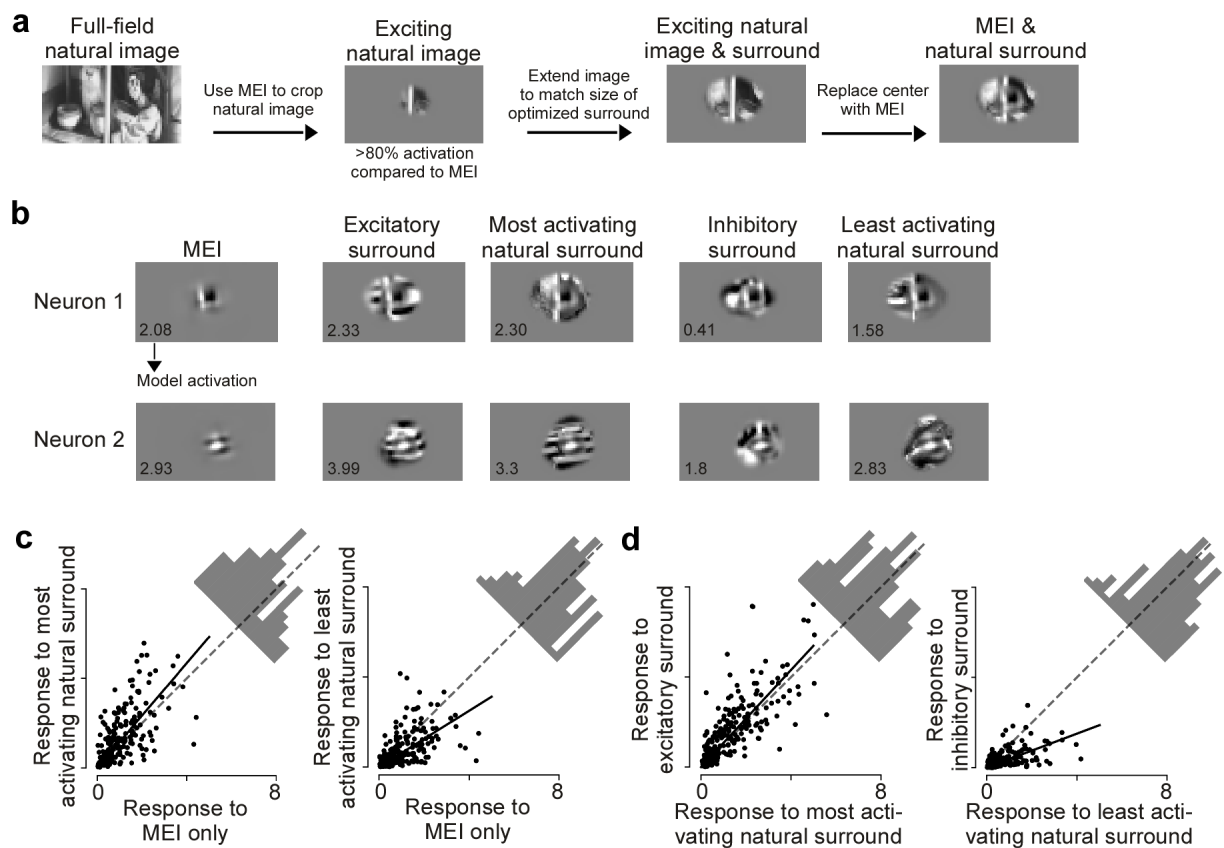 a
Full-field
natural image
Use MEI to crop
natural image
Exciting
natural image
>80% activation
compared to MEI
Extend image
to match size of
optimized surround
Exciting natural
image & surround
Replace center
with MEI
MEI &
natural surround
b
MEI
Excitatory
surround
Most activating
natural surround
Inhibitory
surround
Least activating
natural surround
Neuron 1
2.08
2.33
2.30
0.41
1.58
Model activation
Neuron 2
2.93
3.99
3.3
1.8
2.83
c
Response to most
activating natural surround
0
8
Response to
MEI only
Response to least
activating natural surround
0
8
Response to
MEI only
d
Response to
excitatory surround
0
8
Response to most acti-
vating natural surround
Response to
inhibitory surround
0
8
Response to least acti-
vating natural surround